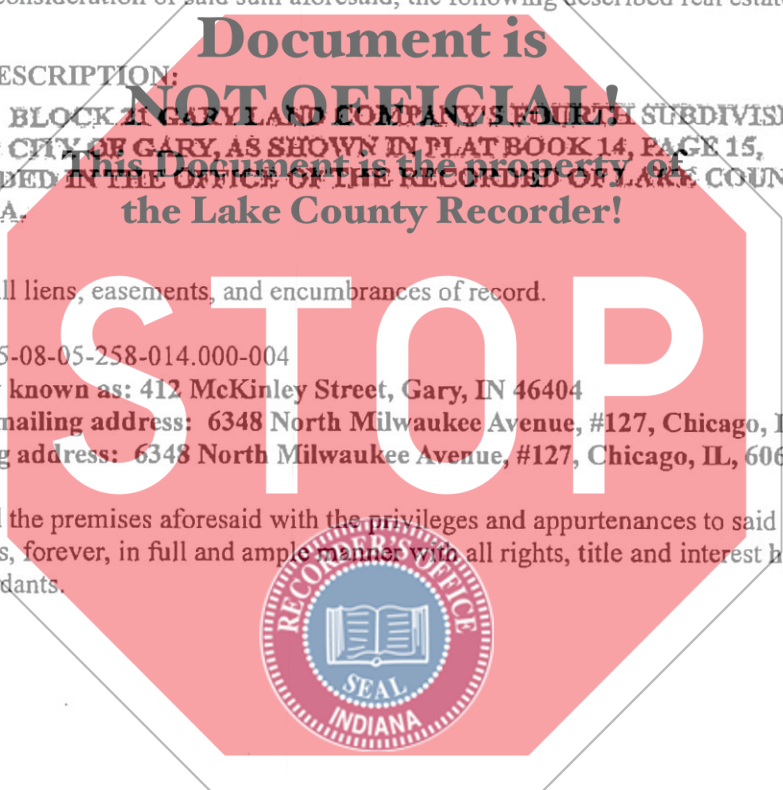 consideration of said sum aforesaid, the following described real estate
Document is
ESCRIPTION:
NOT OFFICIAL!
BLOCK 21 GARY LAND COMPANY'S FOURTH SUBDIVIS
CITY OF GARY, AS SHOWN IN PLAT BOOK 14, PAGE 15,
This Document is the property of
DED IN THE OFFICE OF THE RECORDED OF LAKE COUN
A.
the Lake County Recorder!
ll liens, easements, and encumbrances of record.
STOP
5-08-05-258-014.000-004
known as: 412 McKinley Street, Gary, IN 46404
mailing address: 6348 North Milwaukee Avenue, #127, Chicago, I
g address: 6348 North Milwaukee Avenue, #127, Chicago, IL, 606
the premises aforesaid with the privileges and appurtenances to said
s, forever, in full and ample manner with all rights, title and interest h
dants.
RECORDER'S OFFICE
SEAL
INDIANA